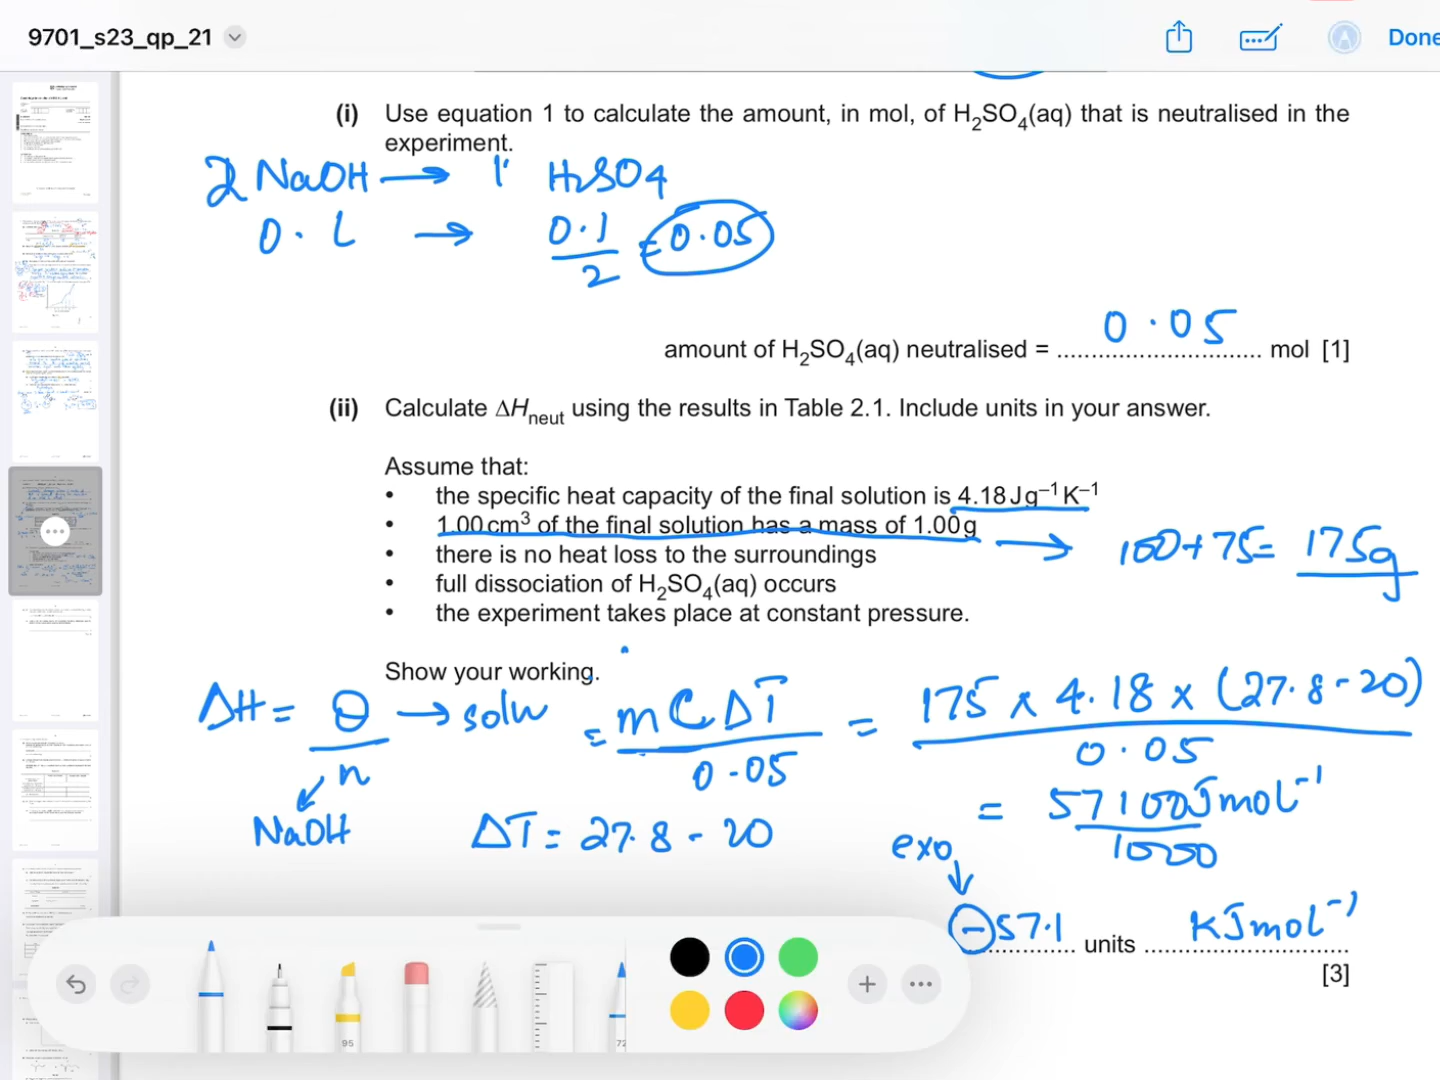 9701_s23_qp_21
Done
(i) Use equation 1 to calculate the amount, in mol, of H₂SO₄(aq) that is neutralised in the
experiment.
2 NaOH → 1 H₂SO₄
0.1 → 0.1/2 = 0.05
0.05
amount of H₂SO₄(aq) neutralised = .............................. mol [1]
(ii) Calculate ΔHneut using the results in Table 2.1. Include units in your answer.
Assume that:
• the specific heat capacity of the final solution is 4.18 J g⁻¹ K⁻¹
• 1.00 cm³ of the final solution has a mass of 1.00 g → 100+75= 175g
• there is no heat loss to the surroundings
• full dissociation of H₂SO₄(aq) occurs
• the experiment takes place at constant pressure.
Show your working.
ΔH = Q/n → soln = mCΔT/0.05 = 175 x 4.18 x (27.8-20)/0.05
NaOH ΔT = 27.8 - 20
= 57100 J mol⁻¹/1000
exo
-57.1 units KJmol⁻¹
[3]
95
72